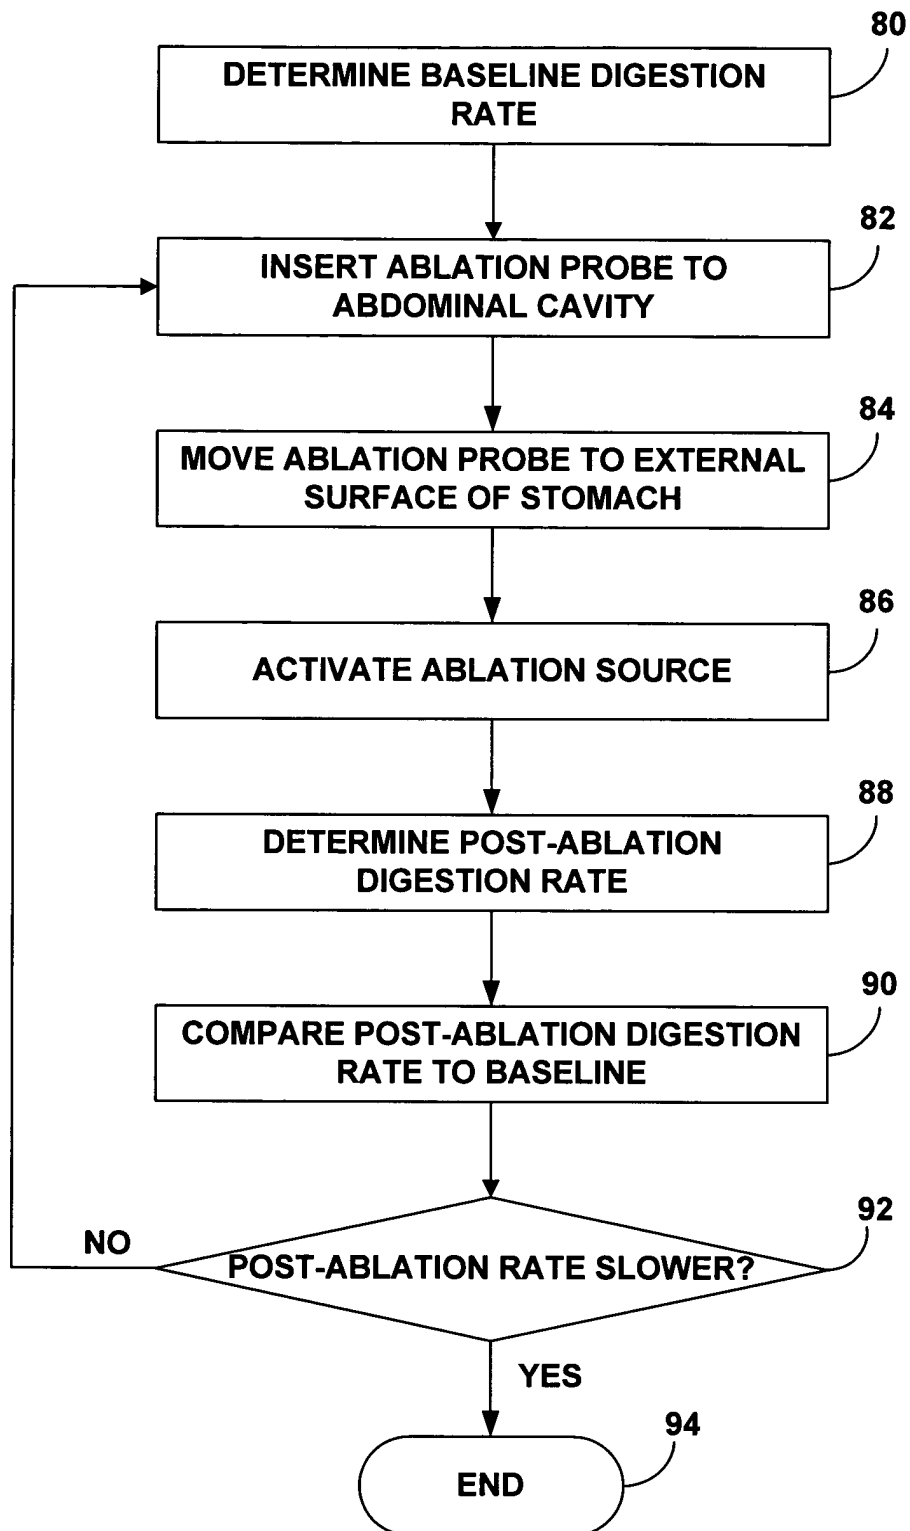 80
DETERMINE BASELINE DIGESTION
RATE
82
INSERT ABLATION PROBE TO
ABDOMINAL CAVITY
84
MOVE ABLATION PROBE TO EXTERNAL
SURFACE OF STOMACH
86
ACTIVATE ABLATION SOURCE
88
DETERMINE POST-ABLATION
DIGESTION RATE
90
COMPARE POST-ABLATION DIGESTION
RATE TO BASELINE
92
NO
POST-ABLATION RATE SLOWER?
YES
94
END